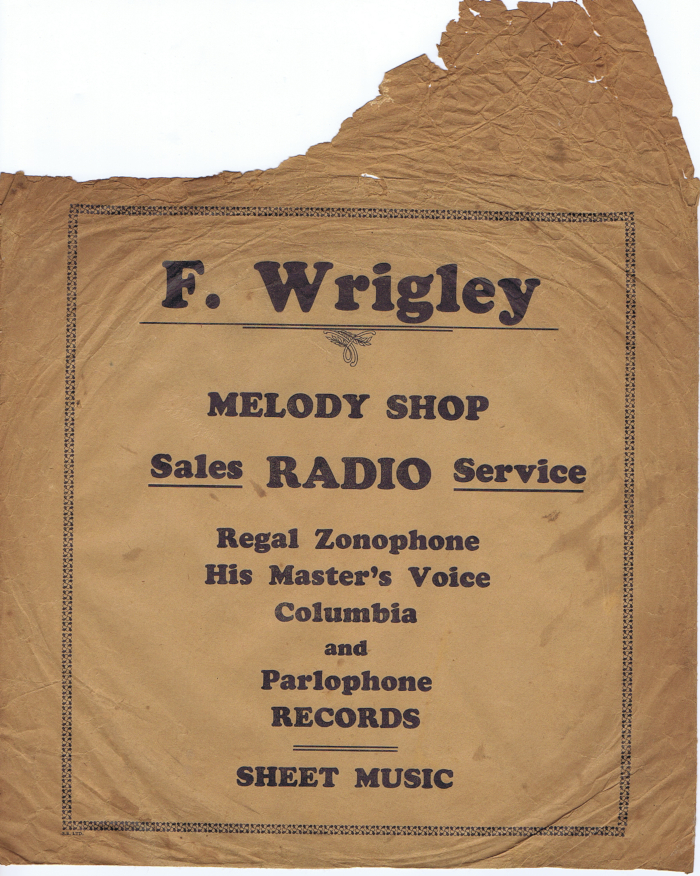 F. Wrigley
MELODY SHOP
Sales RADIO Service
Regal Zonophone
His Master's Voice
Columbia
and
Parlophone
RECORDS
SHEET MUSIC